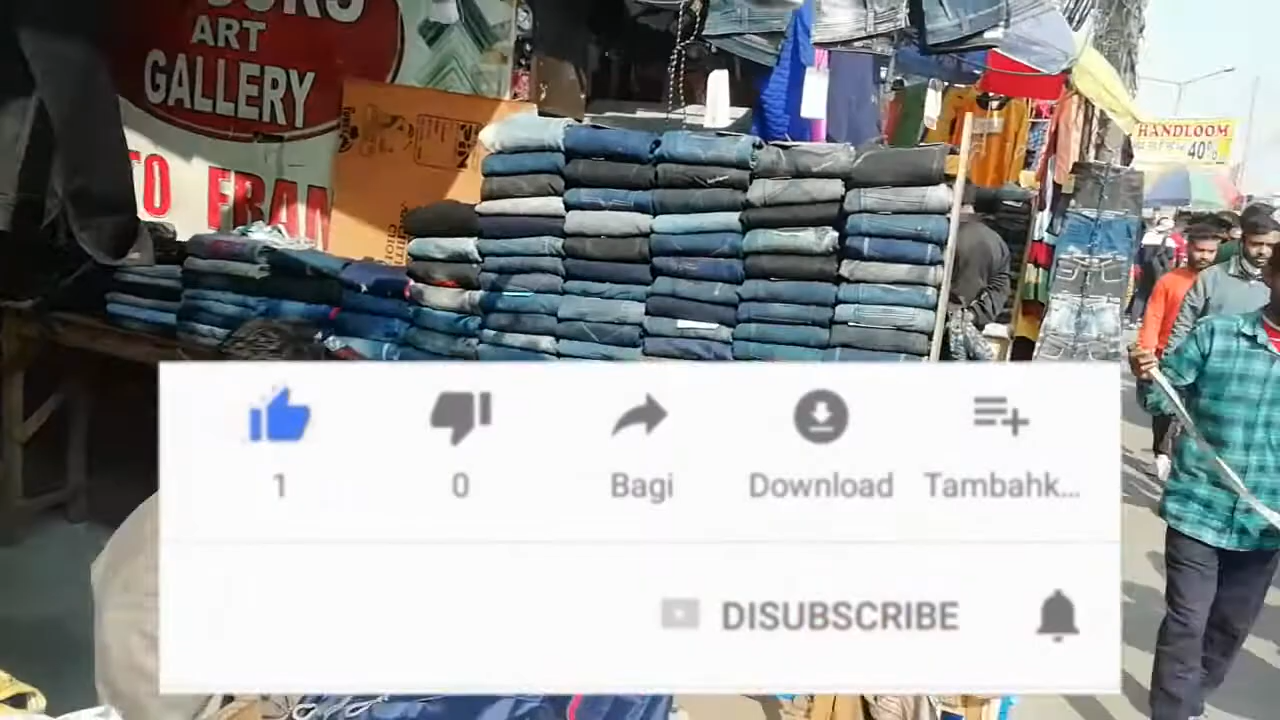 ART
GALLERY
TO FRAM
HANDLOOM
40%
1
0
Bagi
Download
Tambahk...
DISUBSCRIBE